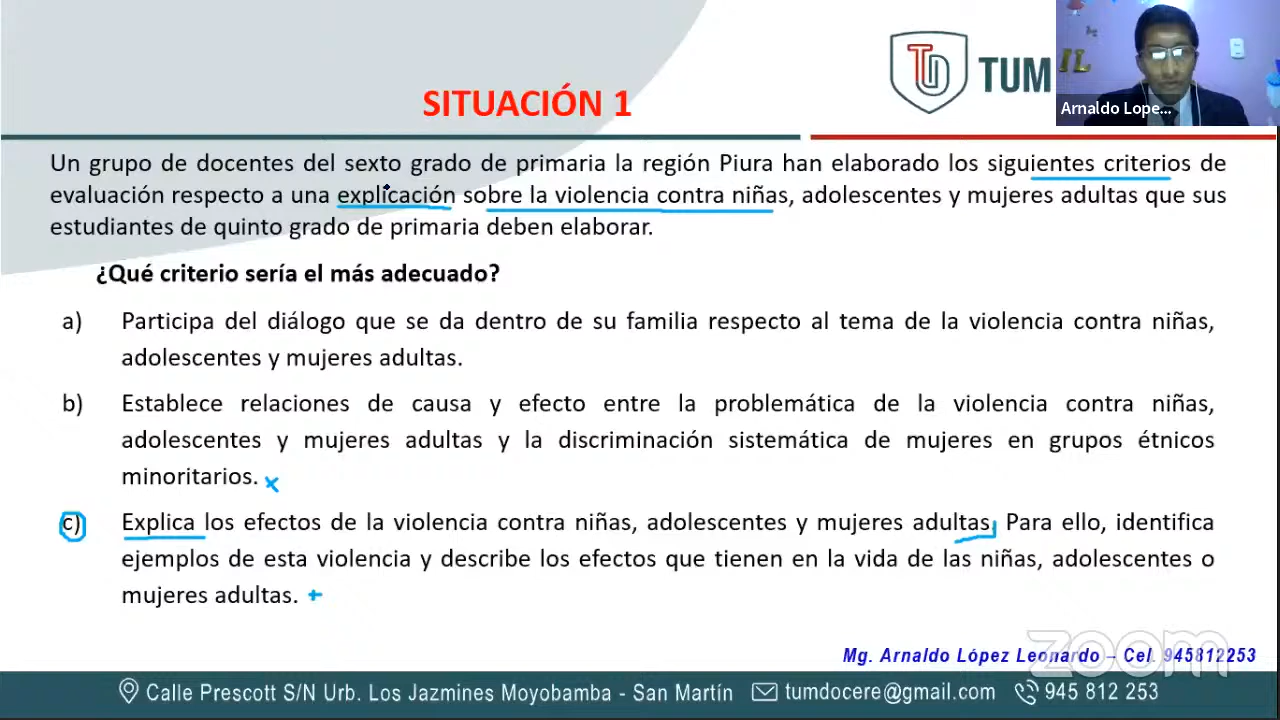 TUM
IL
Arnaldo Lope...
SITUACIÓN 1
Un grupo de docentes del sexto grado de primaria la región Piura han elaborado los siguientes criterios de
evaluación respecto a una explicación sobre la violencia contra niñas, adolescentes y mujeres adultas que sus
estudiantes de quinto grado de primaria deben elaborar.
¿Qué criterio sería el más adecuado?
a) Participa del diálogo que se da dentro de su familia respecto al tema de la violencia contra niñas,
adolescentes y mujeres adultas.
b) Establece relaciones de causa y efecto entre la problemática de la violencia contra niñas,
adolescentes y mujeres adultas y la discriminación sistemática de mujeres en grupos étnicos
minoritarios.
c) Explica los efectos de la violencia contra niñas, adolescentes y mujeres adultas, Para ello, identifica
ejemplos de esta violencia y describe los efectos que tienen en la vida de las niñas, adolescentes o
mujeres adultas. +
zoom
Mg. Arnaldo López Leonardo – Cel. 945812253
Calle Prescott S/N Urb. Los Jazmines Moyobamba - San Martín tumdocere@gmail.com 945 812 253